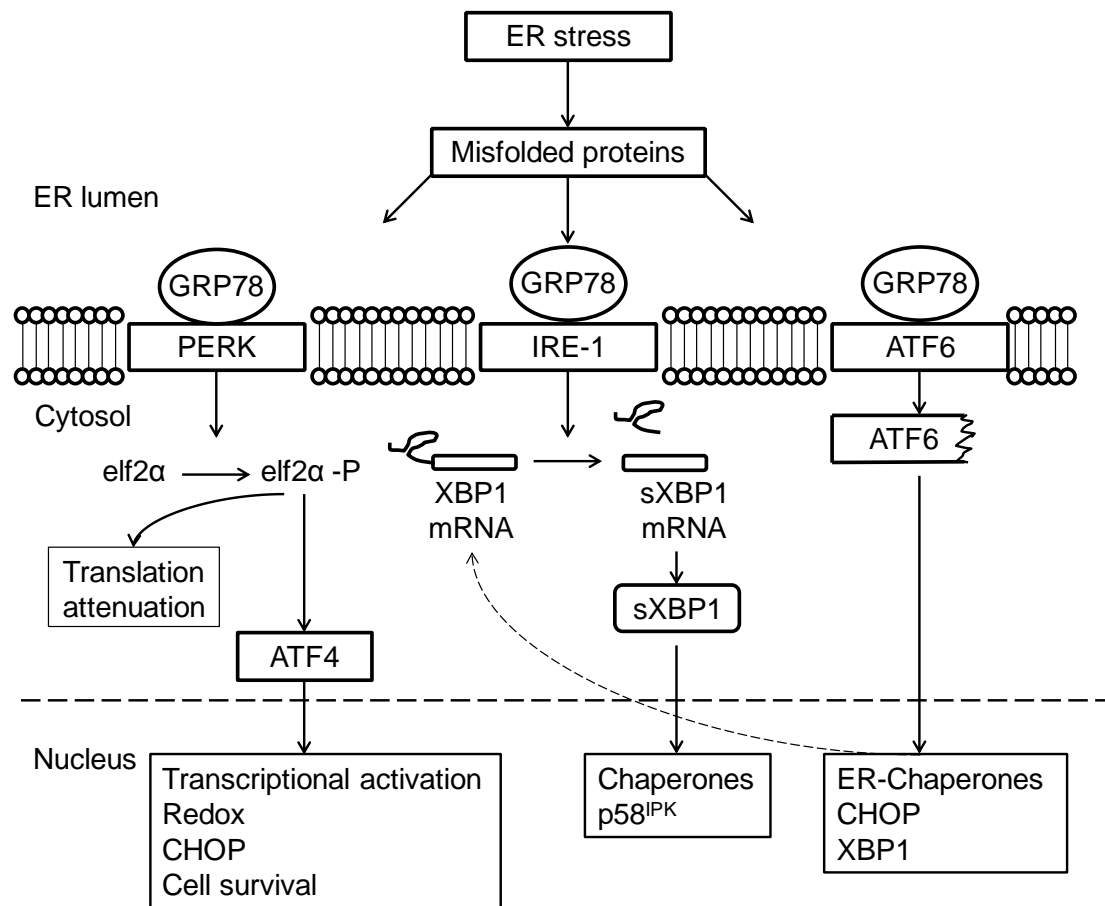 ER stress
Misfolded proteins
ER lumen
GRP78
GRP78
GRP78
PERK
IRE-1
ATF6
Cytosol
ATF6
elf2α
elf2α -P
XBP1
mRNA
sXBP1
mRNA
Translation
attenuation
sXBP1
ATF4
Nucleus
Transcriptional activation
Redox
CHOP
Cell survival
Chaperones
p58IPK
ER-Chaperones
CHOP
XBP1